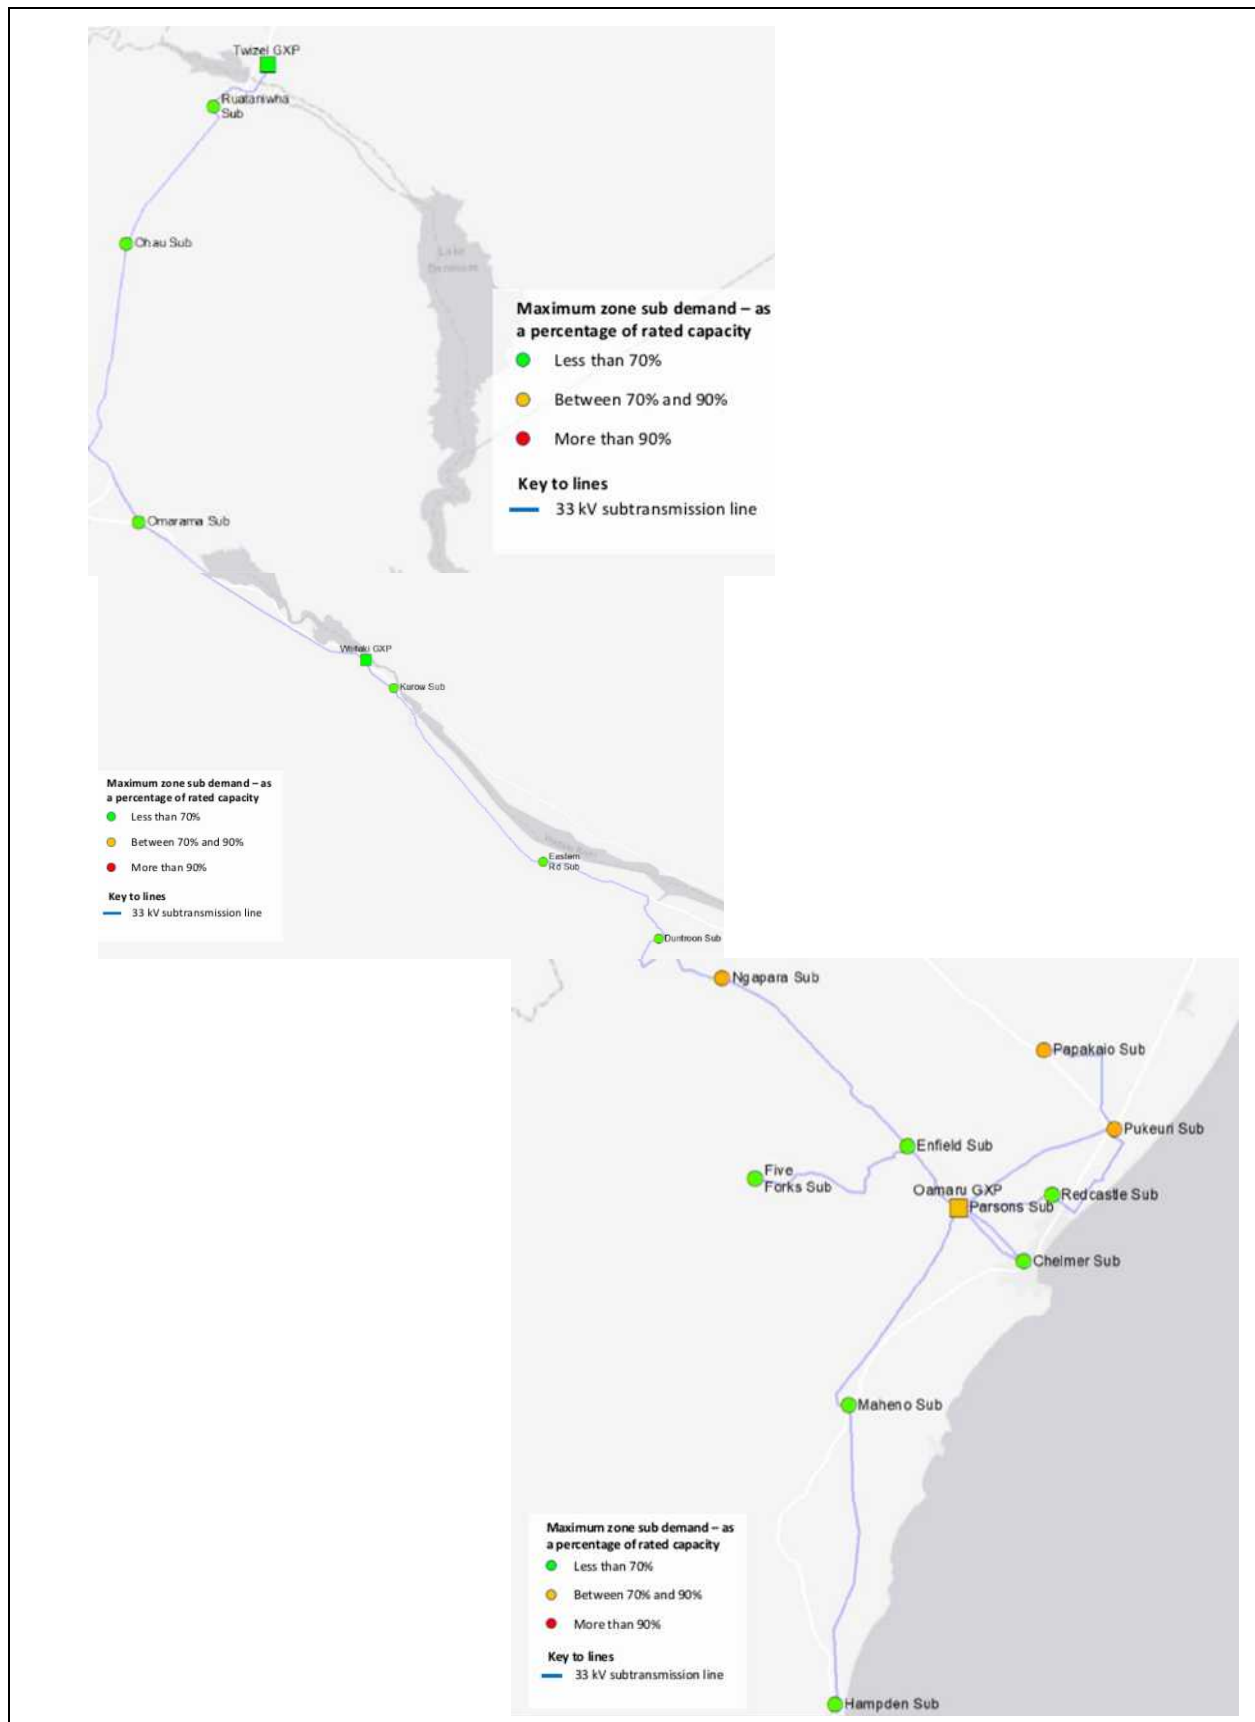 Twizel GXP
Ruataniwha
Sub
Ohau Sub
Lake
Maximum zone sub demand – as
a percentage of rated capacity
Less than 70%
Between 70% and 90%
More than 90%
Key to lines
33 kV subtransmission line
Omarama Sub
Waitaki GXP
Kurow Sub
Maximum zone sub demand – as
a percentage of rated capacity
Less than 70%
Between 70% and 90%
More than 90%
Key to lines
33 kV subtransmission line
Eastern
Rd Sub
Duntroon Sub
Ngapara Sub
Papakaio Sub
Pukeuri Sub
Enfield Sub
Five
Forks Sub
Oamaru GXP
Parsons Sub
Redcastle Sub
Chelmer Sub
Maheno Sub
Maximum zone sub demand – as
a percentage of rated capacity
Less than 70%
Between 70% and 90%
More than 90%
Key to lines
33 kV subtransmission line
Hampden Sub